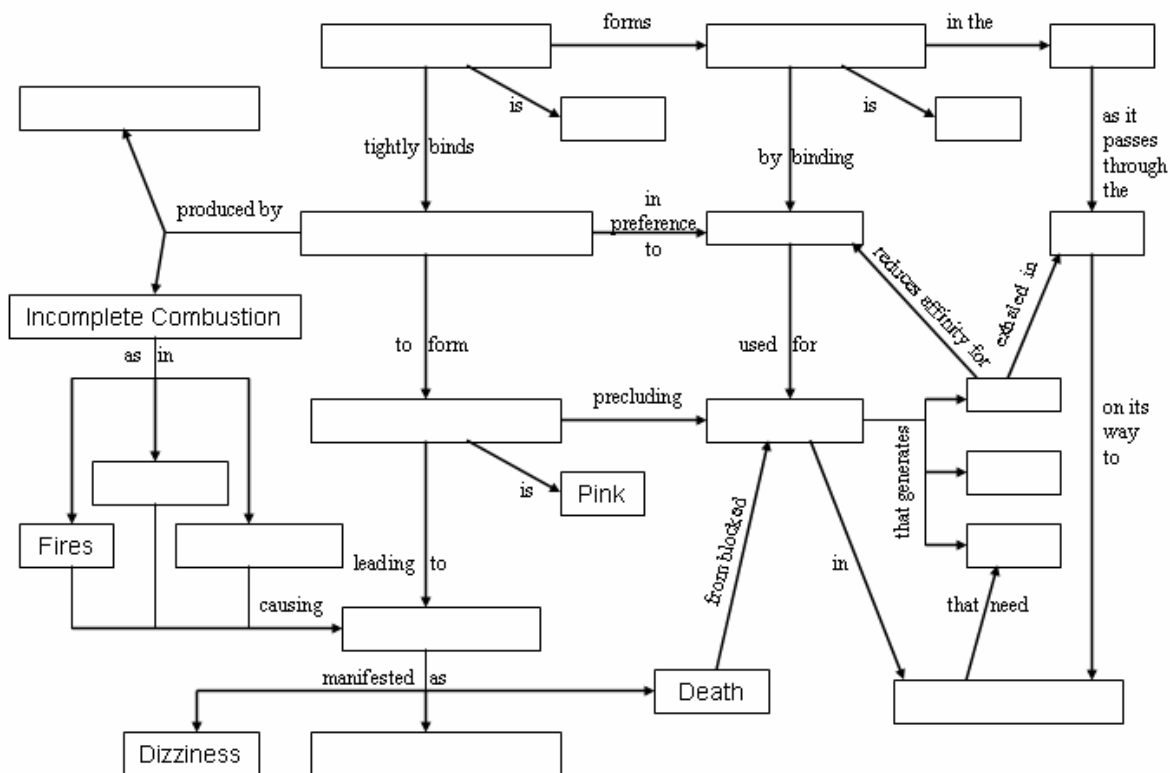 forms
in the
is
is
tightly binds
by binding
as it
passes
through
the
produced by
in
preference
to
reduces affinity for
exhaled in
Incomplete Combustion
as in
to form
used for
precluding
on its
way
to
that generates
is
Pink
Fires
leading to
from blocked
in
causing
that need
manifested as
Death
Dizziness